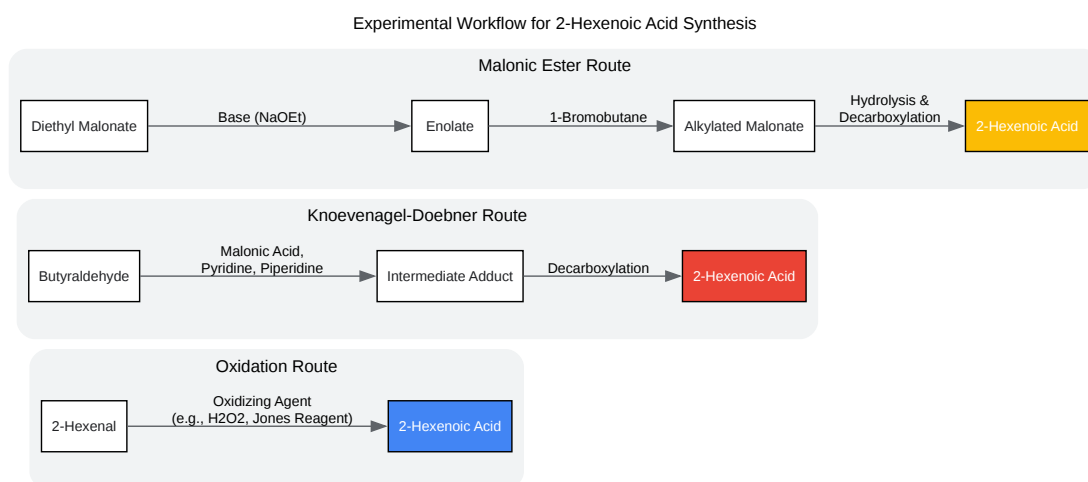 Experimental Workflow for 2-Hexenoic Acid Synthesis
Malonic Ester Route
Diethyl Malonate
Base (NaOEt)
Enolate
1-Bromobutane
Alkylated Malonate
Hydrolysis &
Decarboxylation
2-Hexenoic Acid
Knoevenagel-Doebner Route
Butyraldehyde
Malonic Acid,
Pyridine, Piperidine
Intermediate Adduct
Decarboxylation
2-Hexenoic Acid
Oxidation Route
2-Hexenal
Oxidizing Agent
(e.g., H2O2, Jones Reagent)
2-Hexenoic Acid